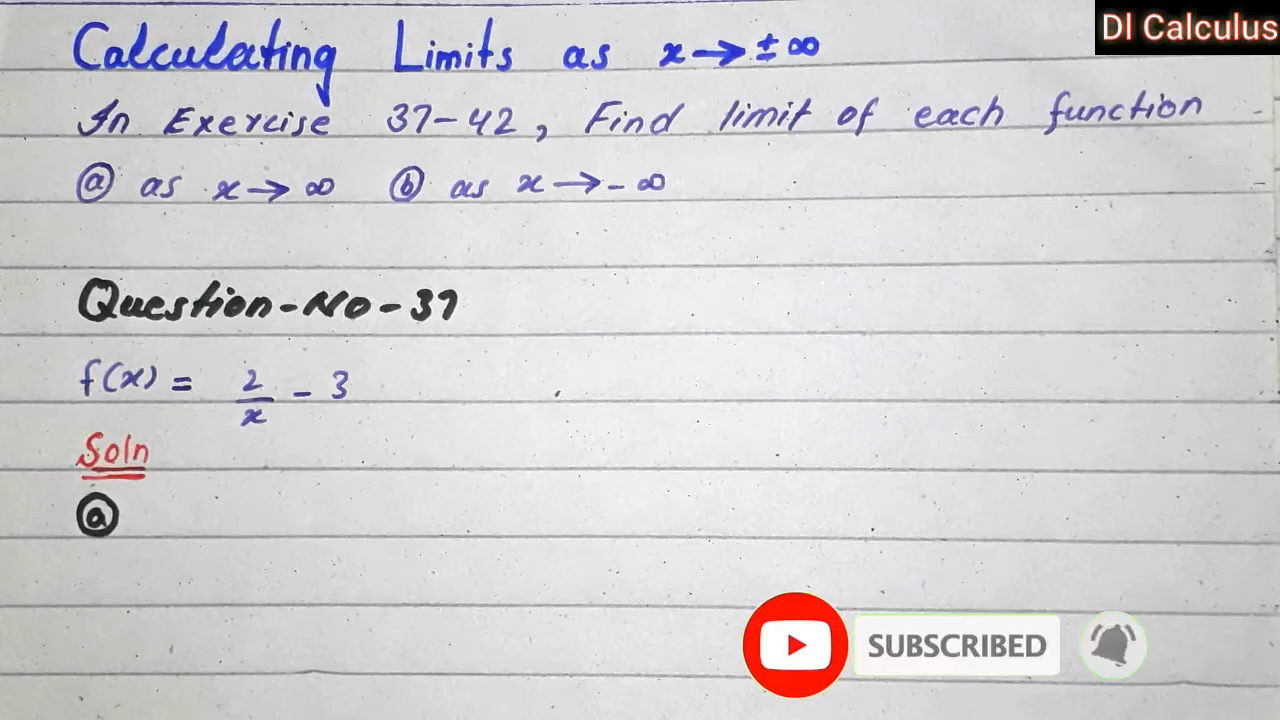 DI Calculus
Calculating Limits as x→±∞
In Exercise 37-42, Find limit of each function
ⓐ as x→∞ ⓑ as x→-∞
Question-No-37
f(x) = 2/x - 3
Soln
ⓐ
SUBSCRIBED